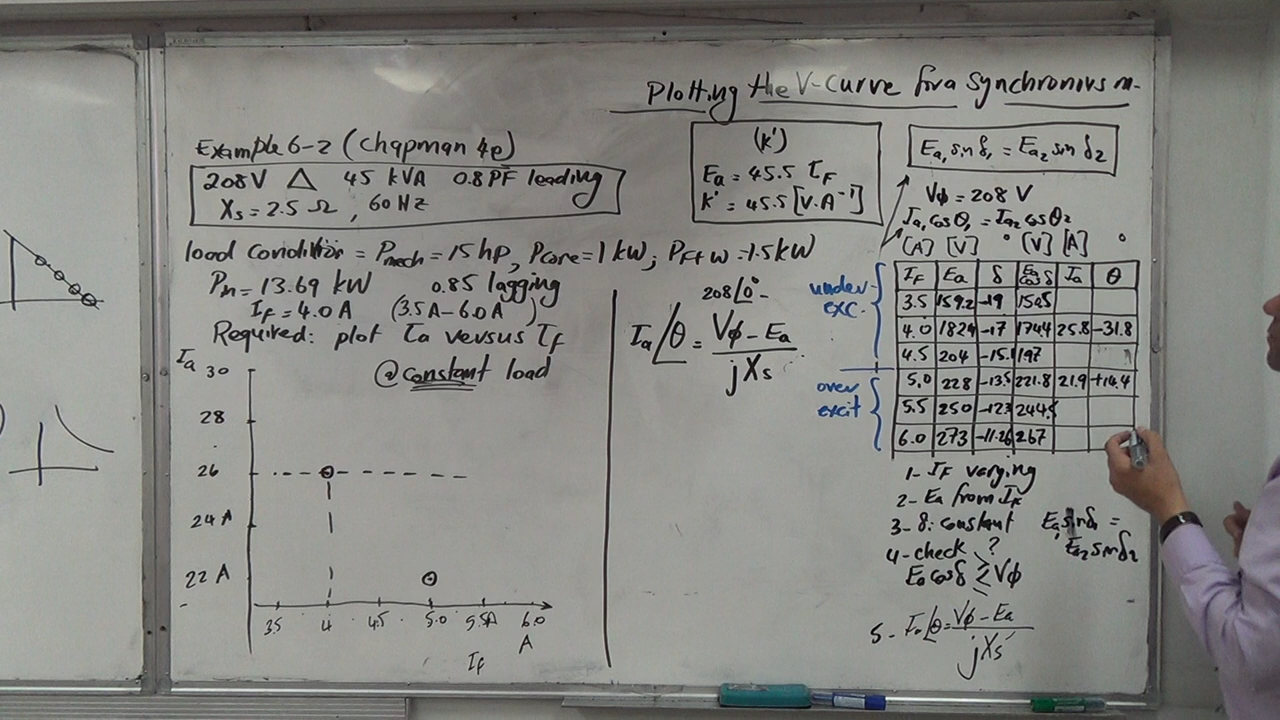 Plotting the V-curve for a Synchronius m.
Example 6-2 (Chapman 4e)
208V Δ 45 kVA 0.8 PF leading
Xs = 2.5 Ω, 60 Hz
(K')
Ea = 45.5 IF
K' = 45.5 [V.A⁻¹]
Ea1 sin δ1 = Ea2 sin δ2
Vφ = 208 V
Ia1 cos θ1 = Ia2 cos θ2
load condition = Pmech = 15 hp, Pcore = 1 kW, PF+W = 1.5 kW
Pin = 13.69 kW 0.85 lagging
IF = 4.0 A (3.5A-6.0A)
Required: plot Ia versus IF
@ constant load
Ia
30
28
26
24 A
22 A
3.5 4 4.5 5.0 5.5A 6.0
A
If
208∠0°
Ia∠θ = Vφ - Ea
jXs
under-
exc.
over
excit
[A] [V] ° [V] [A] °
IF Ea δ Ea cos δ Ia θ
3.5 159.2 -19 150.5
4.0 182 -17 174.4 25.8 -31.8
4.5 204 -15.1 197
5.0 228 -13.5 221.8 21.9 +14.4
5.5 250 -12.3 244.5
6.0 273 -11.26 267
1- IF varying
2- Ea from IF
3- δ: constant Ea1 sin δ1 =
Ea2 sin δ2
4- check ?
Ea cos δ ≥< Vφ
5- Ia∠θ = Vφ - Ea
jXs